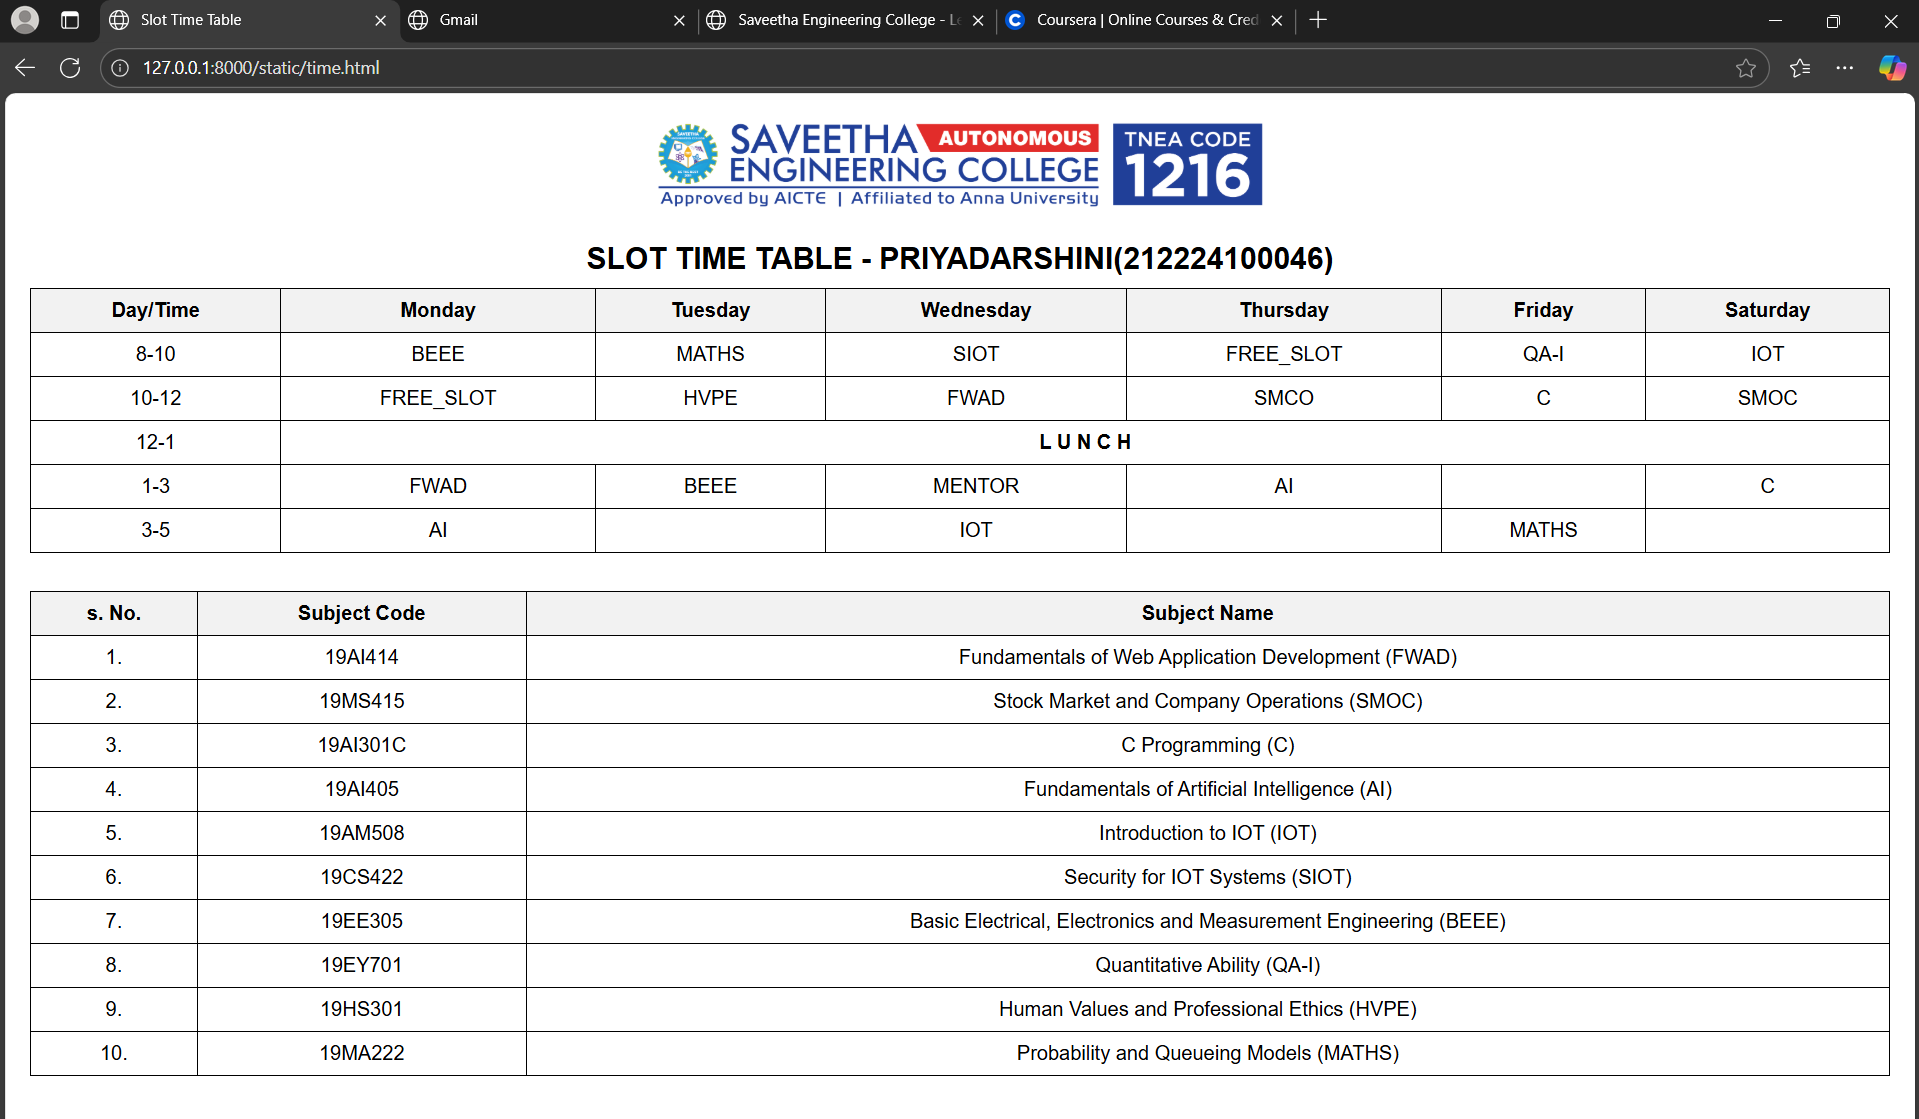 Slot Time Table
Gmail
Saveetha Engineering College - Le
Coursera | Online Courses & Cred
127.0.0.1:8000/static/time.html
SAVEETHA AUTONOMOUS
ENGINEERING COLLEGE
Approved by AICTE | Affiliated to Anna University
TNEA CODE
1216
SLOT TIME TABLE - PRIYADARSHINI(212224100046)
Day/Time Monday Tuesday Wednesday Thursday Friday Saturday
8-10 BEEE MATHS SIOT FREE_SLOT QA-I IOT
10-12 FREE_SLOT HVPE FWAD SMCO C SMOC
12-1 L U N C H
1-3 FWAD BEEE MENTOR AI C
3-5 AI IOT MATHS
s. No. Subject Code Subject Name
1. 19AI414 Fundamentals of Web Application Development (FWAD)
2. 19MS415 Stock Market and Company Operations (SMOC)
3. 19AI301C C Programming (C)
4. 19AI405 Fundamentals of Artificial Intelligence (AI)
5. 19AM508 Introduction to IOT (IOT)
6. 19CS422 Security for IOT Systems (SIOT)
7. 19EE305 Basic Electrical, Electronics and Measurement Engineering (BEEE)
8. 19EY701 Quantitative Ability (QA-I)
9. 19HS301 Human Values and Professional Ethics (HVPE)
10. 19MA222 Probability and Queueing Models (MATHS)